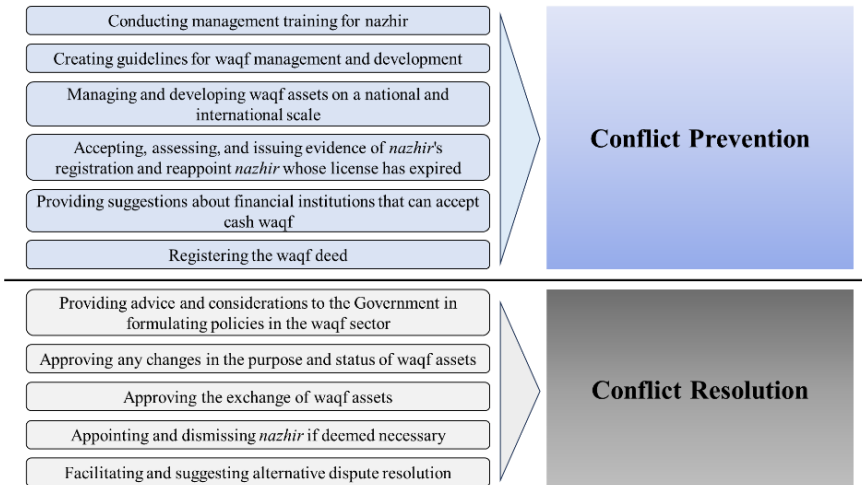 Conducting management training for nazhir
Creating guidelines for waqf management and development
Managing and developing waqf assets on a national and
international scale
Accepting, assessing, and issuing evidence of nazhir's
registration and reappoint nazhir whose license has expired
Providing suggestions about financial institutions that can accept
cash waqf
Registering the waqf deed
Conflict Prevention
Providing advice and considerations to the Government in
formulating policies in the waqf sector
Approving any changes in the purpose and status of waqf assets
Approving the exchange of waqf assets
Appointing and dismissing nazhir if deemed necessary
Facilitating and suggesting alternative dispute resolution
Conflict Resolution